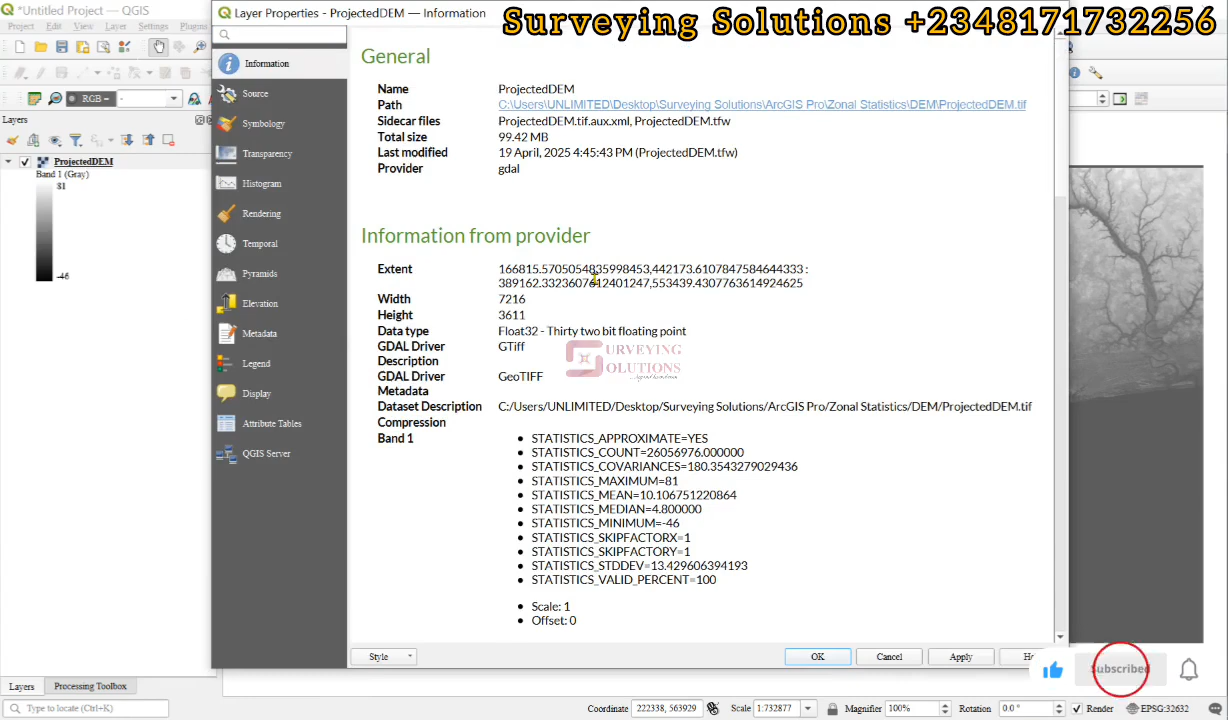 *Untitled Project — QGIS
Layer Properties - ProjectedDEM — Information
Surveying Solutions +2348171732256
Project Edit View Layer Settings Plugins
RGB
Layers
ProjectedDEM
Band 1 (Gray)
81
-46
Information
Source
Symbology
Transparency
Histogram
Rendering
Temporal
Pyramids
Elevation
Metadata
Legend
Display
Attribute Tables
QGIS Server
General
Name ProjectedDEM
Path C:\Users\UNLIMITED\Desktop\Surveying Solutions\ArcGIS Pro\Zonal Statistics\DEM\ProjectedDEM.tif
Sidecar files ProjectedDEM.tif.aux.xml, ProjectedDEM.tfw
Total size 99.42 MB
Last modified 19 April, 2025 4:45:43 PM (ProjectedDEM.tfw)
Provider gdal
Information from provider
Extent 166815.5705054835998453,442173.6107847584644333 :
389162.3323607612401247,553439.4307763614924625
Width 7216
Height 3611
Data type Float32 - Thirty two bit floating point
GDAL Driver GTiff
Description
GDAL Driver GeoTIFF
Metadata
Dataset Description C:/Users/UNLIMITED/Desktop/Surveying Solutions/ArcGIS Pro/Zonal Statistics/DEM/ProjectedDEM.tif
Compression
Band 1
STATISTICS_APPROXIMATE=YES
STATISTICS_COUNT=26056976.000000
STATISTICS_COVARIANCES=180.3543279029436
STATISTICS_MAXIMUM=81
STATISTICS_MEAN=10.106751220864
STATISTICS_MEDIAN=4.800000
STATISTICS_MINIMUM=-46
STATISTICS_SKIPFACTORX=1
STATISTICS_SKIPFACTORY=1
STATISTICS_STDDEV=13.429606394193
STATISTICS_VALID_PERCENT=100
Scale: 1
Offset: 0
SURVEYING
SOLUTIONS
Style OK Cancel Apply
Subscribed
Layers Processing Toolbox
Type to locate (Ctrl+K) Coordinate 222338, 563929 Scale 1:732877 Magnifier 100% Rotation 0.0 ° Render EPSG:32632